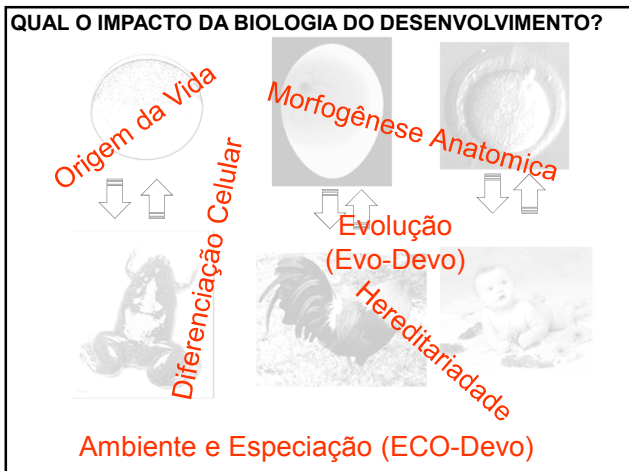 QUAL O IMPACTO DA BIOLOGIA DO DESENVOLVIMENTO?
Origem da Vida
Morfogênese Anatomica
Diferenciação Celular
Evolução
(Evo-Devo)
Hereditariadade
Ambiente e Especiação (ECO-Devo)